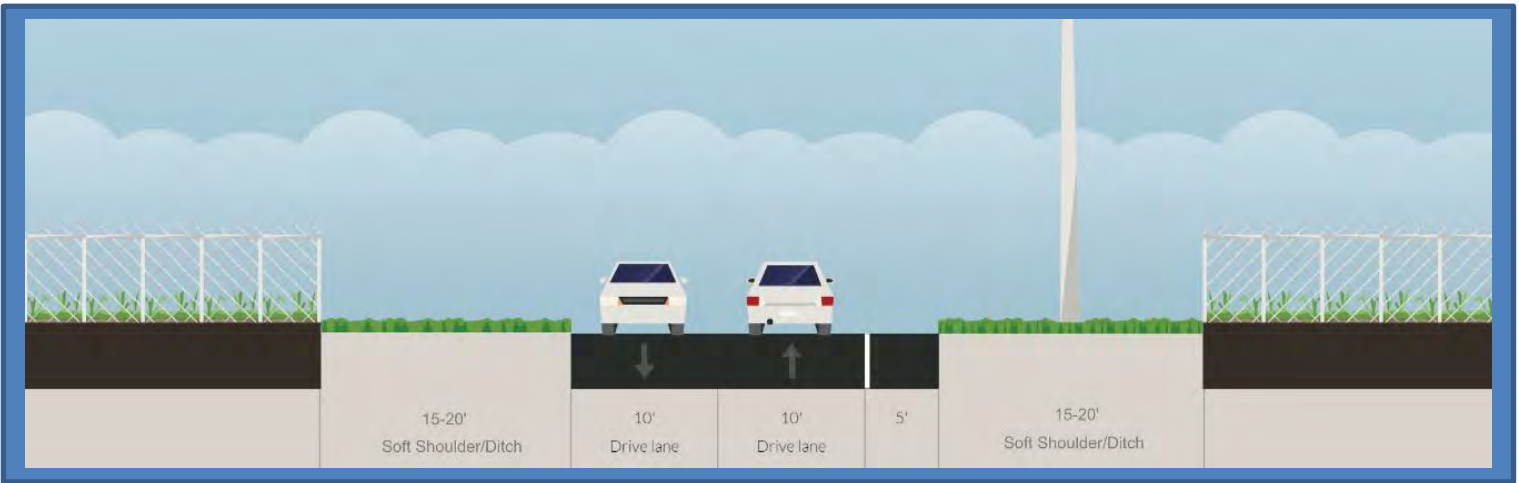 15-20'
Soft Shoulder/Ditch
10'
Drive lane
10'
Drive lane
5'
15-20'
Soft Shoulder/Ditch